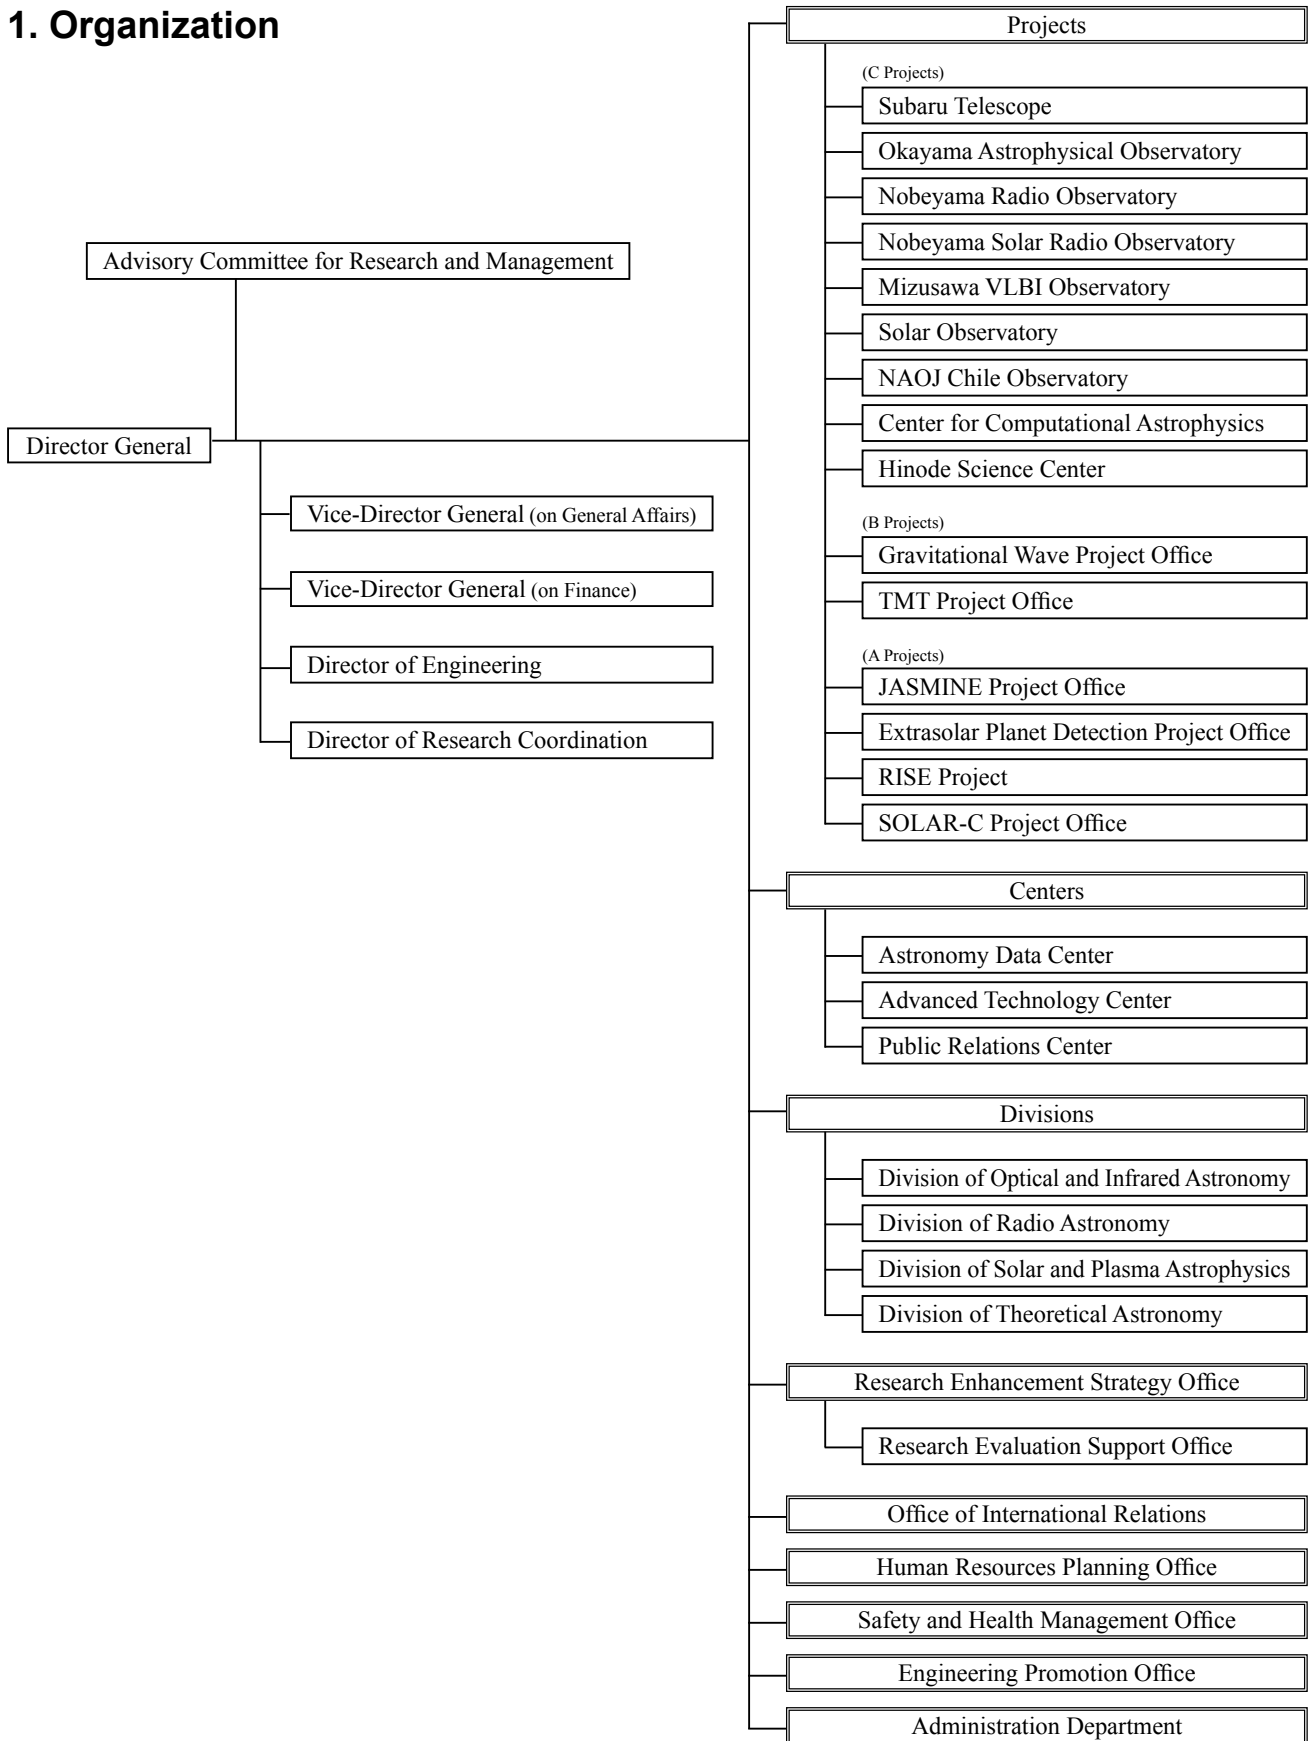 1. Organization
Advisory Committee for Research and Management
Director General
Vice-Director General (on General Affairs)
Vice-Director General (on Finance)
Director of Engineering
Director of Research Coordination
Projects
(C Projects)
Subaru Telescope
Okayama Astrophysical Observatory
Nobeyama Radio Observatory
Nobeyama Solar Radio Observatory
Mizusawa VLBI Observatory
Solar Observatory
NAOJ Chile Observatory
Center for Computational Astrophysics
Hinode Science Center
(B Projects)
Gravitational Wave Project Office
TMT Project Office
(A Projects)
JASMINE Project Office
Extrasolar Planet Detection Project Office
RISE Project
SOLAR-C Project Office
Centers
Astronomy Data Center
Advanced Technology Center
Public Relations Center
Divisions
Division of Optical and Infrared Astronomy
Division of Radio Astronomy
Division of Solar and Plasma Astrophysics
Division of Theoretical Astronomy
Research Enhancement Strategy Office
Research Evaluation Support Office
Office of International Relations
Human Resources Planning Office
Safety and Health Management Office
Engineering Promotion Office
Administration Department